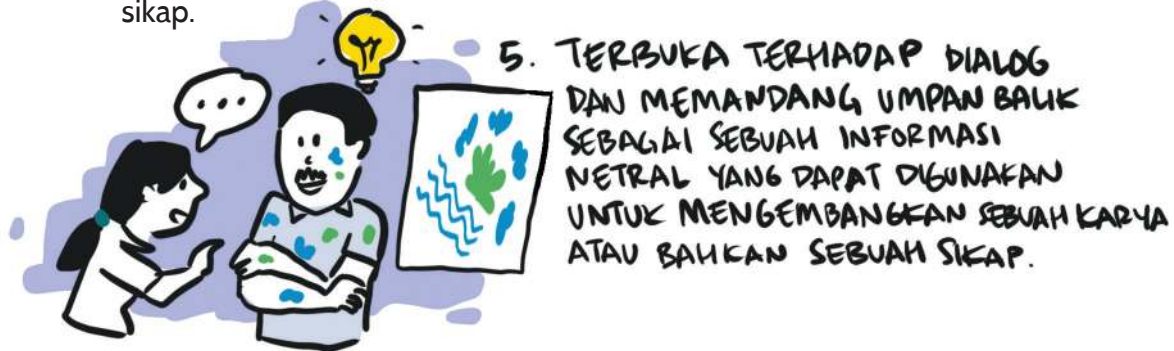 sikap.
5. TERBUKA TERHADAP DIALOG
DAN MEMANDANG UMPAN BALIK
SEBAGAI SEBUAH INFORMASI
NETRAL YANG DAPAT DIGUNAKAN
UNTUK MENGEMBANGKAN SEBUAH KARYA
ATAU BAHKAN SEBUAH SIKAP.